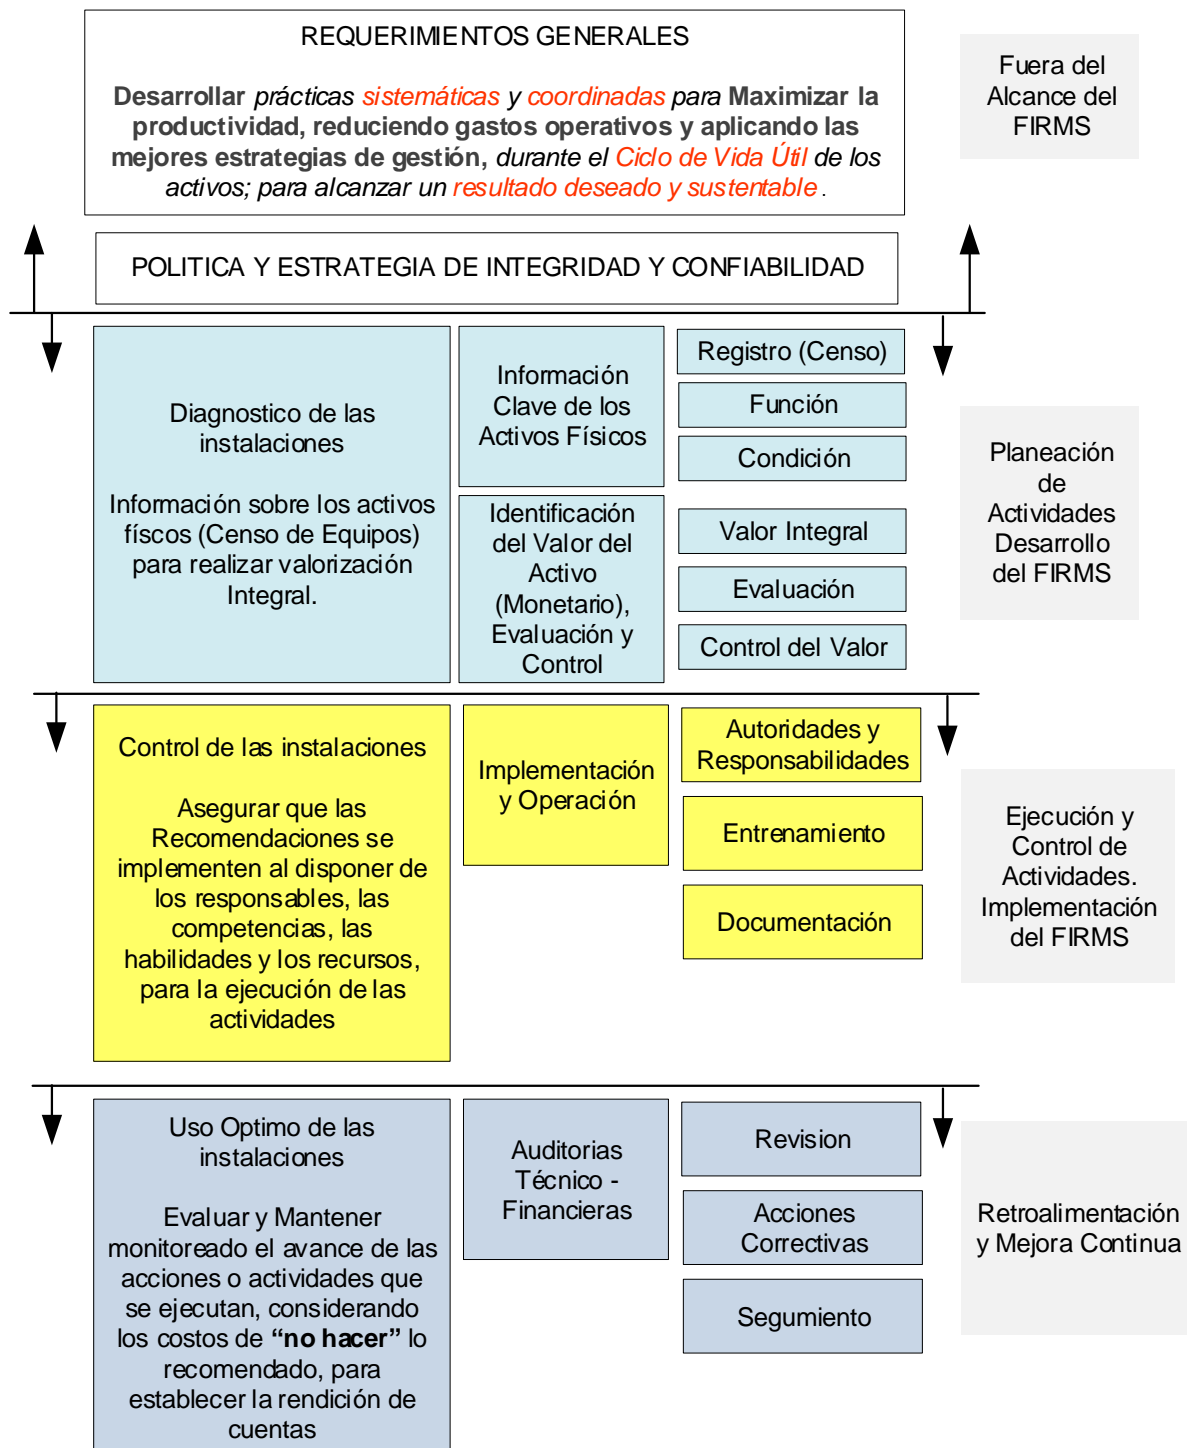 REQUERIMIENTOS GENERALES
Desarrollar prácticas sistemáticas y coordinadas para Maximizar la
productividad, reduciendo gastos operativos y aplicando las
mejores estrategias de gestión, durante el Ciclo de Vida Útil de los
activos; para alcanzar un resultado deseado y sustentable.
Fuera del
Alcance del
FIRMS
POLITICA Y ESTRATEGIA DE INTEGRIDAD Y CONFIABILIDAD
Diagnostico de las
instalaciones
Información sobre los activos
físcos (Censo de Equipos)
para realizar valorización
Integral.
Información
Clave de los
Activos Físicos
Registro (Censo)
Función
Condición
Identificación
del Valor del
Activo
(Monetario),
Evaluación y
Control
Valor Integral
Evaluación
Control del Valor
Planeación
de
Actividades
Desarrollo
del FIRMS
Control de las instalaciones
Asegurar que las
Recomendaciones se
implementen al disponer de
los responsables, las
competencias, las
habilidades y los recursos,
para la ejecución de las
actividades
Implementación
y Operación
Autoridades y
Responsabilidades
Entrenamiento
Documentación
Ejecución y
Control de
Actividades.
Implementación
del FIRMS
Uso Optimo de las
instalaciones
Evaluar y Mantener
monitoreado el avance de las
acciones o actividades que
se ejecutan, considerando
los costos de “no hacer” lo
recomendado, para
establecer la rendición de
cuentas
Auditorias
Técnico -
Financieras
Revision
Acciones
Correctivas
Segumiento
Retroalimentación
y Mejora Continua